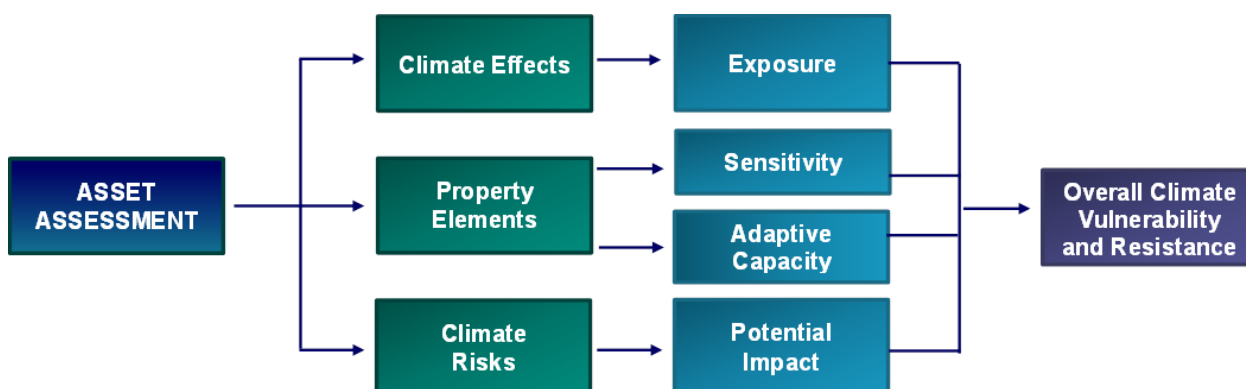 ASSET
ASSESSMENT
Climate Effects
Property
Elements
Climate
Risks
Exposure
Sensitivity
Adaptive
Capacity
Potential
Impact
Overall Climate
Vulnerability
and Resistance